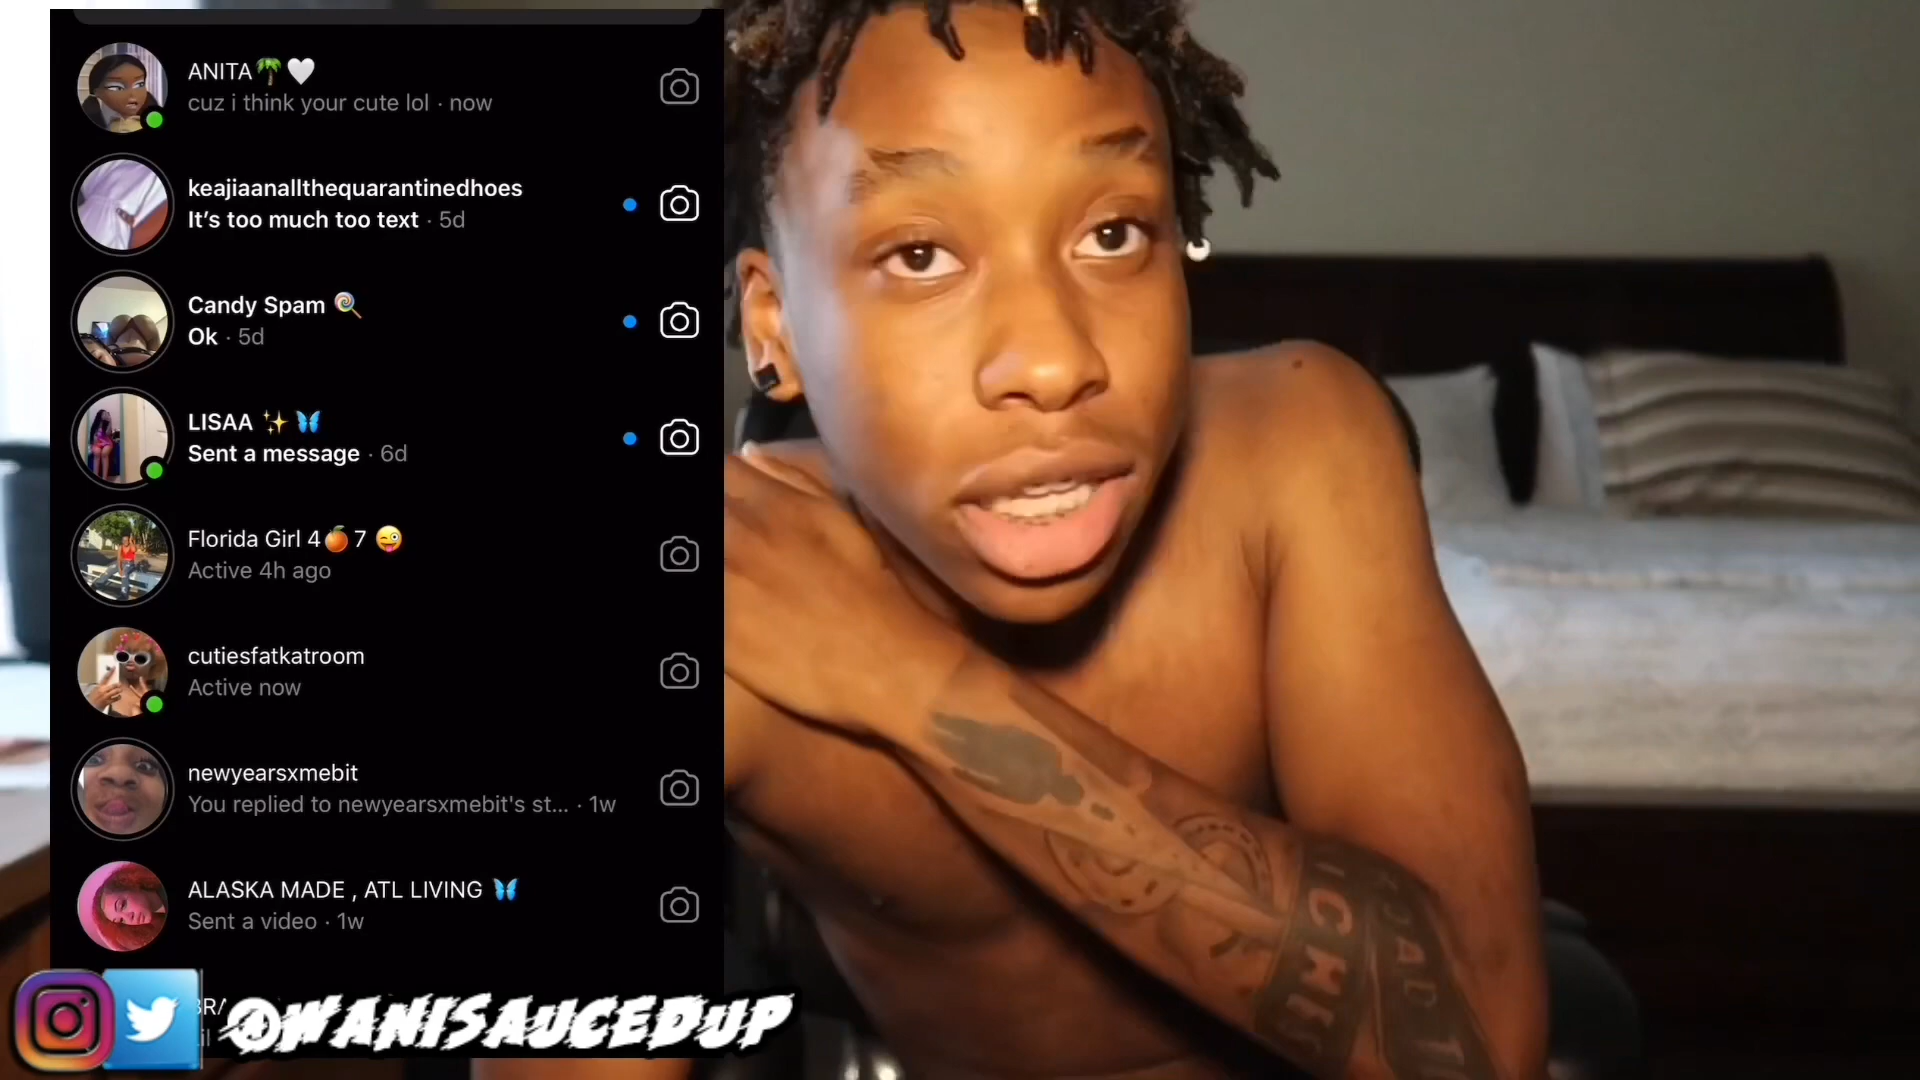 ANITA🌴🤍
cuz i think your cute lol · now
keajiaanallthequarantinedhoes
It's too much too text · 5d
Candy Spam 🍭
Ok · 5d
LISAA ✨🦋
Sent a message · 6d
Florida Girl 4🍊7 😜
Active 4h ago
cutiesfatkatroom
Active now
newyearsxmebit
You replied to newyearsxmebit's st... · 1w
ALASKA MADE , ATL LIVING 🦋
Sent a video · 1w
@WANISAUCEDUP